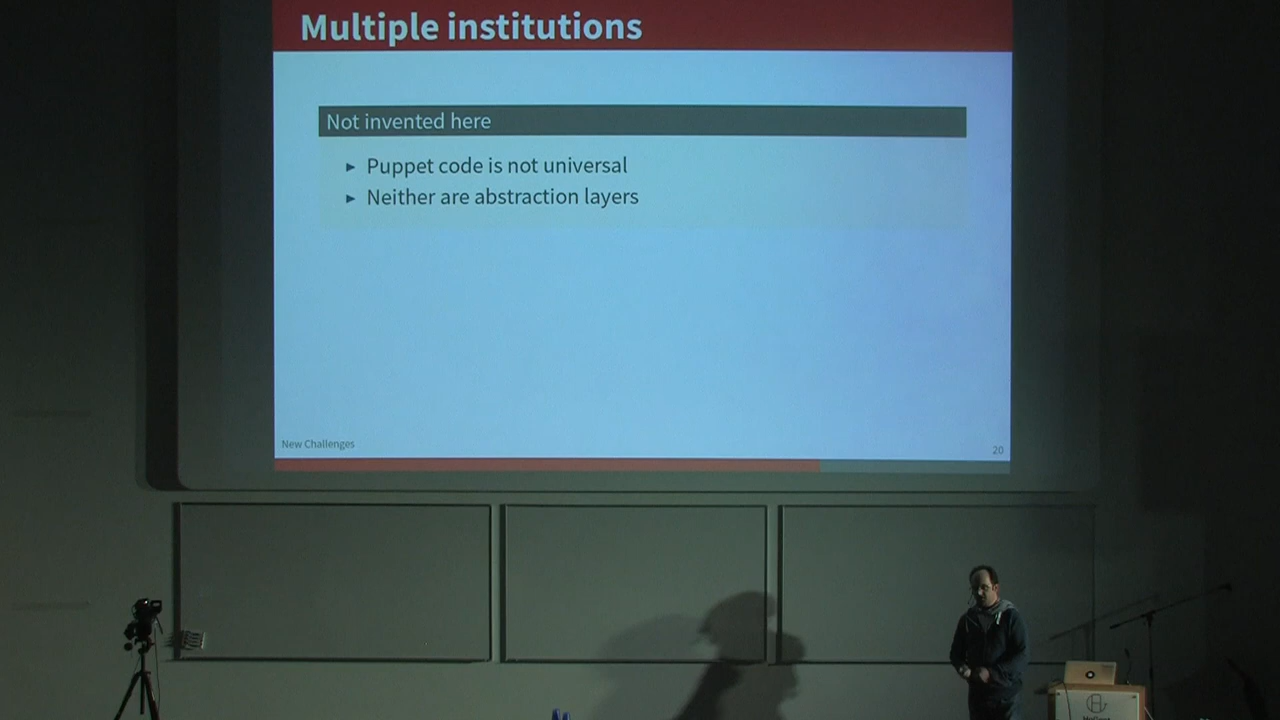 Multiple institutions
Not invented here
► Puppet code is not universal
► Neither are abstraction layers
New Challenges
20